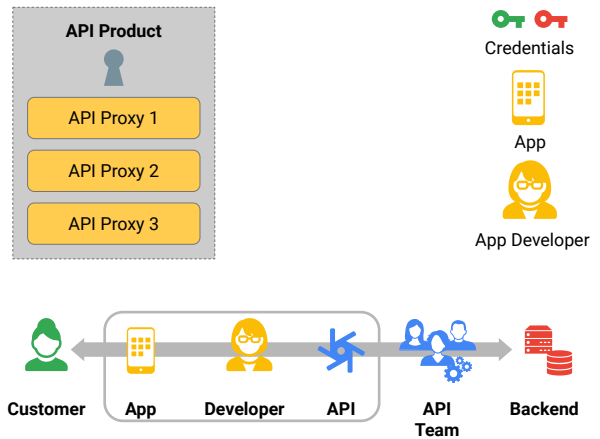 API Product
API Proxy 1
API Proxy 2
API Proxy 3
Credentials
App
App Developer
Customer
App
Developer
API
API
Team
Backend